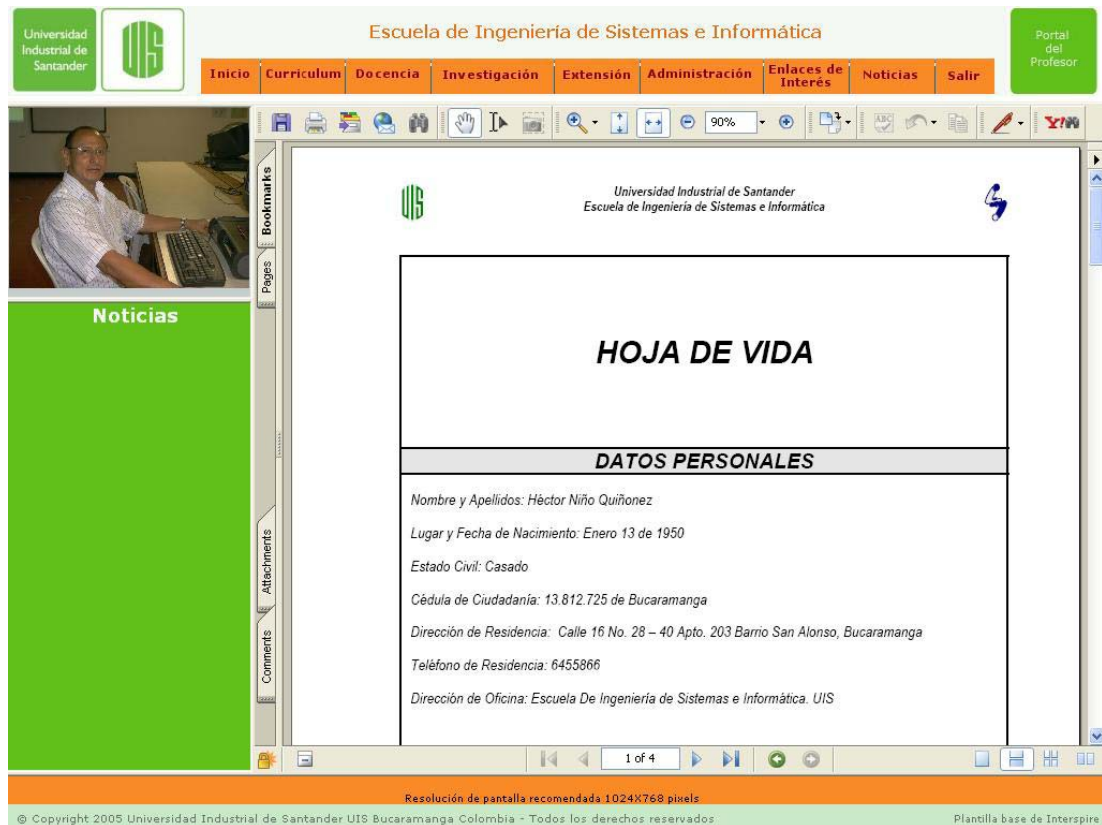 Universidad
Industrial de
Santander
UIS
Escuela de Ingeniería de Sistemas e Informática
Portal
del
Profesor
Inicio Curriculum Docencia Investigación Extensión Administración Enlaces de Interés Noticias Salir
90%
ABC
Y!
Bookmarks
Pages
Attachments
Comments
Noticias
UIS
Universidad Industrial de Santander
Escuela de Ingeniería de Sistemas e Informática
HOJA DE VIDA
DATOS PERSONALES
Nombre y Apellidos: Héctor Niño Quiñonez
Lugar y Fecha de Nacimiento: Enero 13 de 1950
Estado Civil: Casado
Cédula de Ciudadanía: 13.812.725 de Bucaramanga
Dirección de Residencia: Calle 16 No. 28 – 40 Apto. 203 Barrio San Alonso, Bucaramanga
Teléfono de Residencia: 6455866
Dirección de Oficina: Escuela De Ingeniería de Sistemas e Informática. UIS
1 of 4
Resolución de pantalla recomendada 1024X768 pixels
© Copyright 2005 Universidad Industrial de Santander UIS Bucaramanga Colombia - Todos los derechos reservados
Plantilla base de Interspire